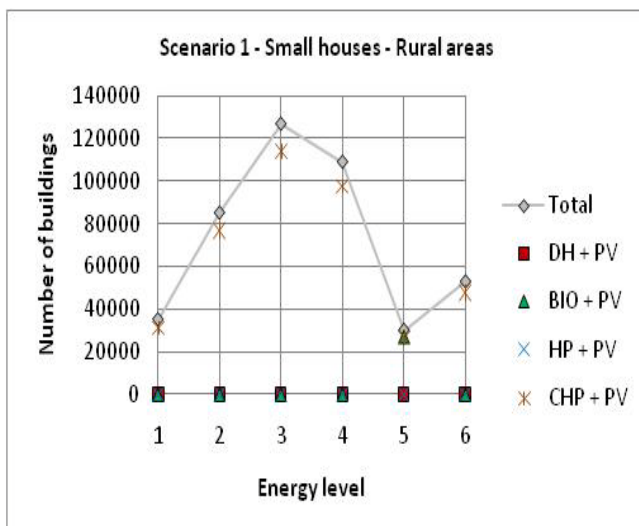 Scenario 1 - Small houses - Rural areas
Number of buildings
140000
120000
100000
80000
60000
40000
20000
0
1 2 3 4 5 6
Energy level
Total
DH + PV
BIO + PV
HP + PV
CHP + PV